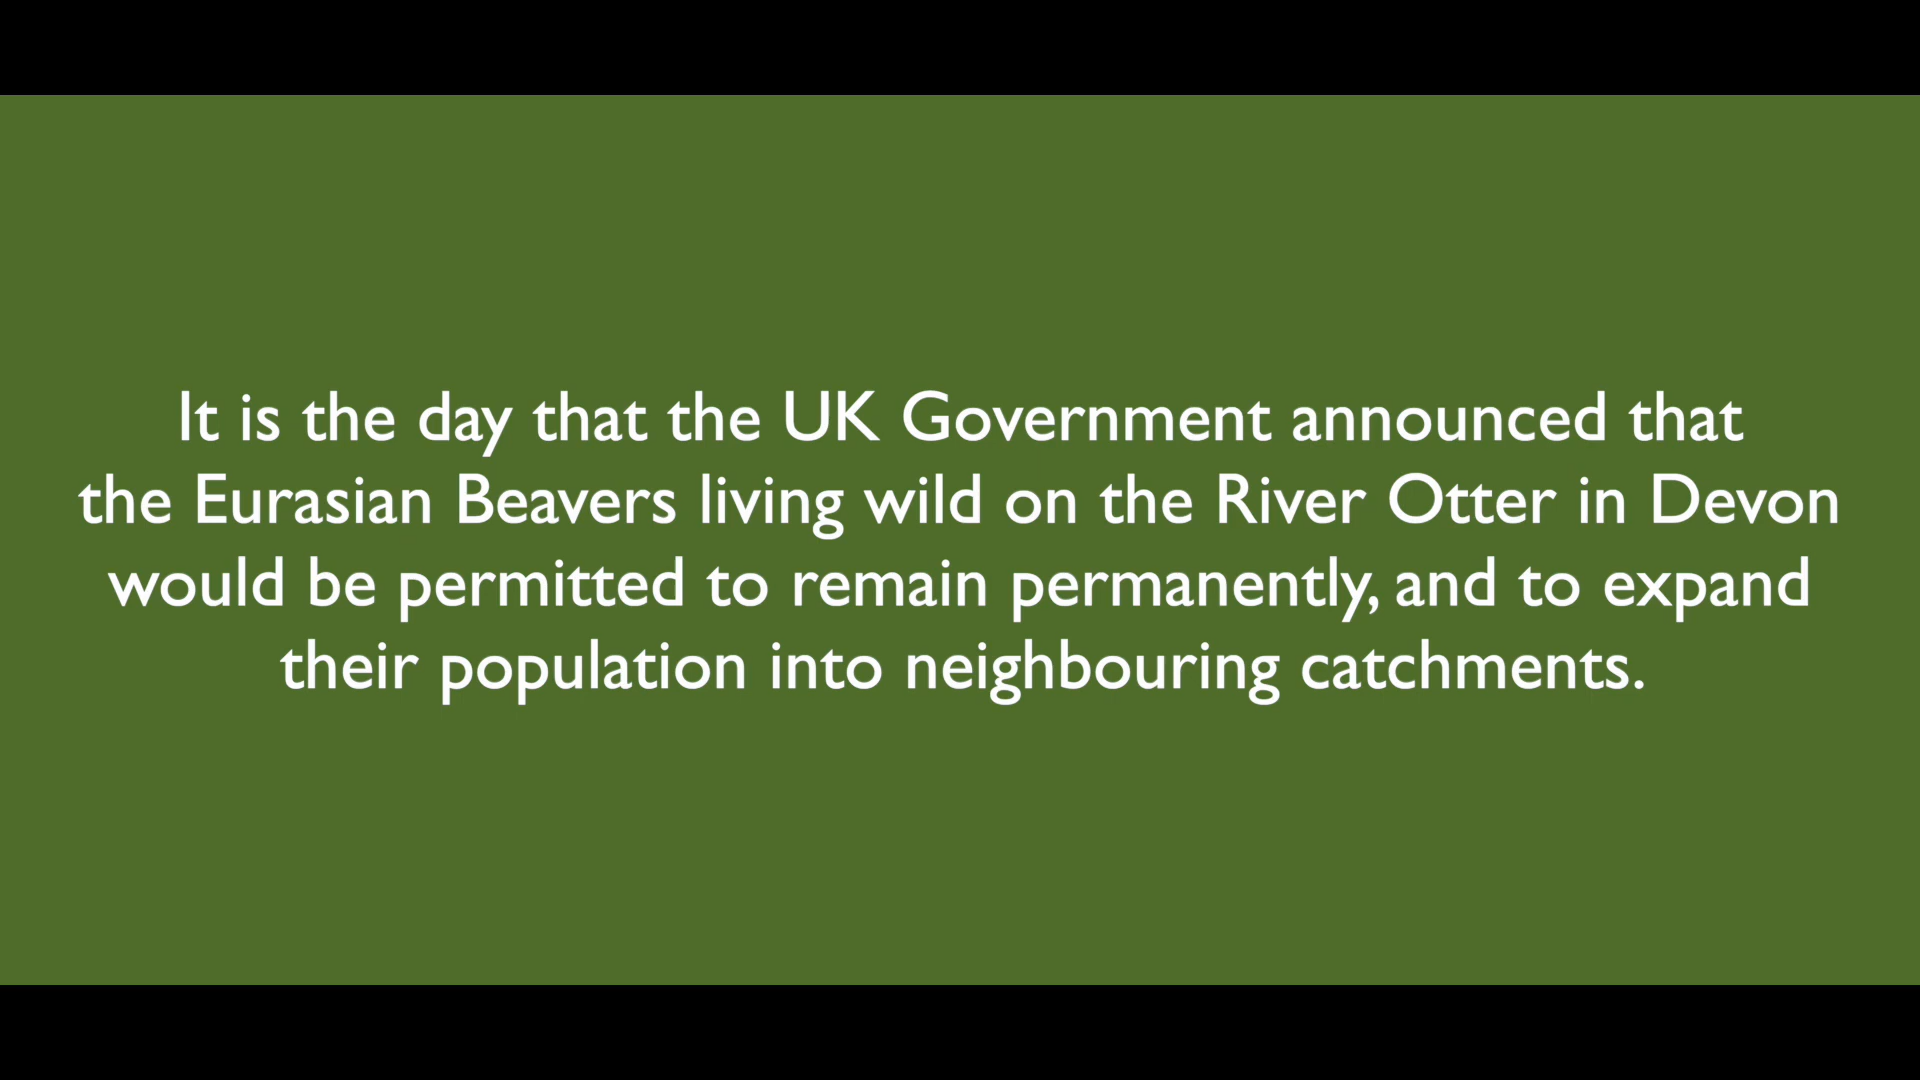 It is the day that the UK Government announced that
the Eurasian Beavers living wild on the River Otter in Devon
would be permitted to remain permanently, and to expand
their population into neighbouring catchments.